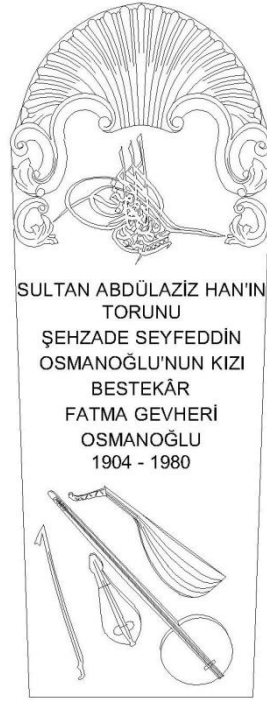 SULTAN ABDÜLAZİZ HAN'IN
TORUNU
ŞEHZADE SEYFEDDİN
OSMANOĞLU'NUN KIZI
BESTEKÂR
FATMA GEVHERİ
OSMANOĞLU
1904 - 1980